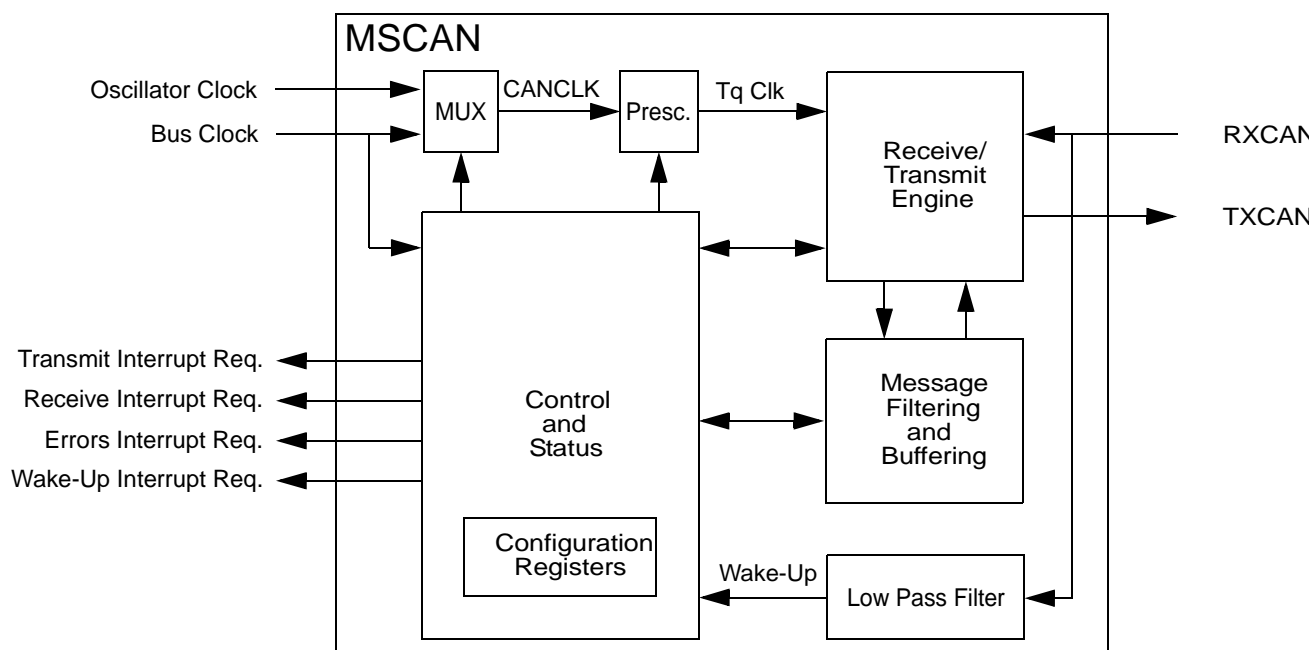 MSCAN
Oscillator Clock
Bus Clock
MUX
CANCLK
Presc.
Tq Clk
Receive/
Transmit
Engine
RXCAN
TXCAN
Transmit Interrupt Req.
Receive Interrupt Req.
Errors Interrupt Req.
Wake-Up Interrupt Req.
Control
and
Status
Message
Filtering
and
Buffering
Configuration
Registers
Wake-Up
Low Pass Filter